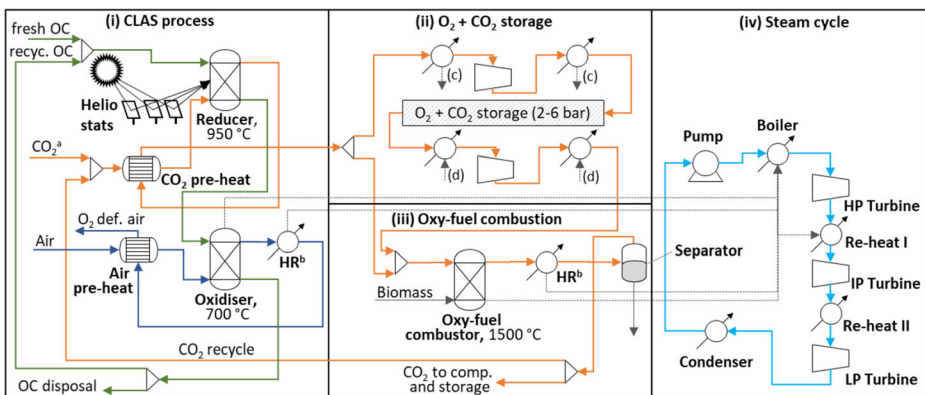 (i) CLAS process
fresh OC
recyc. OC
Helio
stats
Reducer,
950 °C
CO₂ᵃ
CO₂ pre-heat
O₂ def. air
Air
Air
pre-heat
HRᵇ
Oxidiser,
700 °C
CO₂ recycle
OC disposal
(ii) O₂ + CO₂ storage
(c)
(c)
O₂ + CO₂ storage (2-6 bar)
(d)
(d)
(iii) Oxy-fuel combustion
Separator
HRᵇ
Biomass
Oxy-fuel
combustor, 1500 °C
CO₂ to comp.
and storage
(iv) Steam cycle
Pump
Boiler
HP Turbine
Re-heat I
IP Turbine
Re-heat II
Condenser
LP Turbine